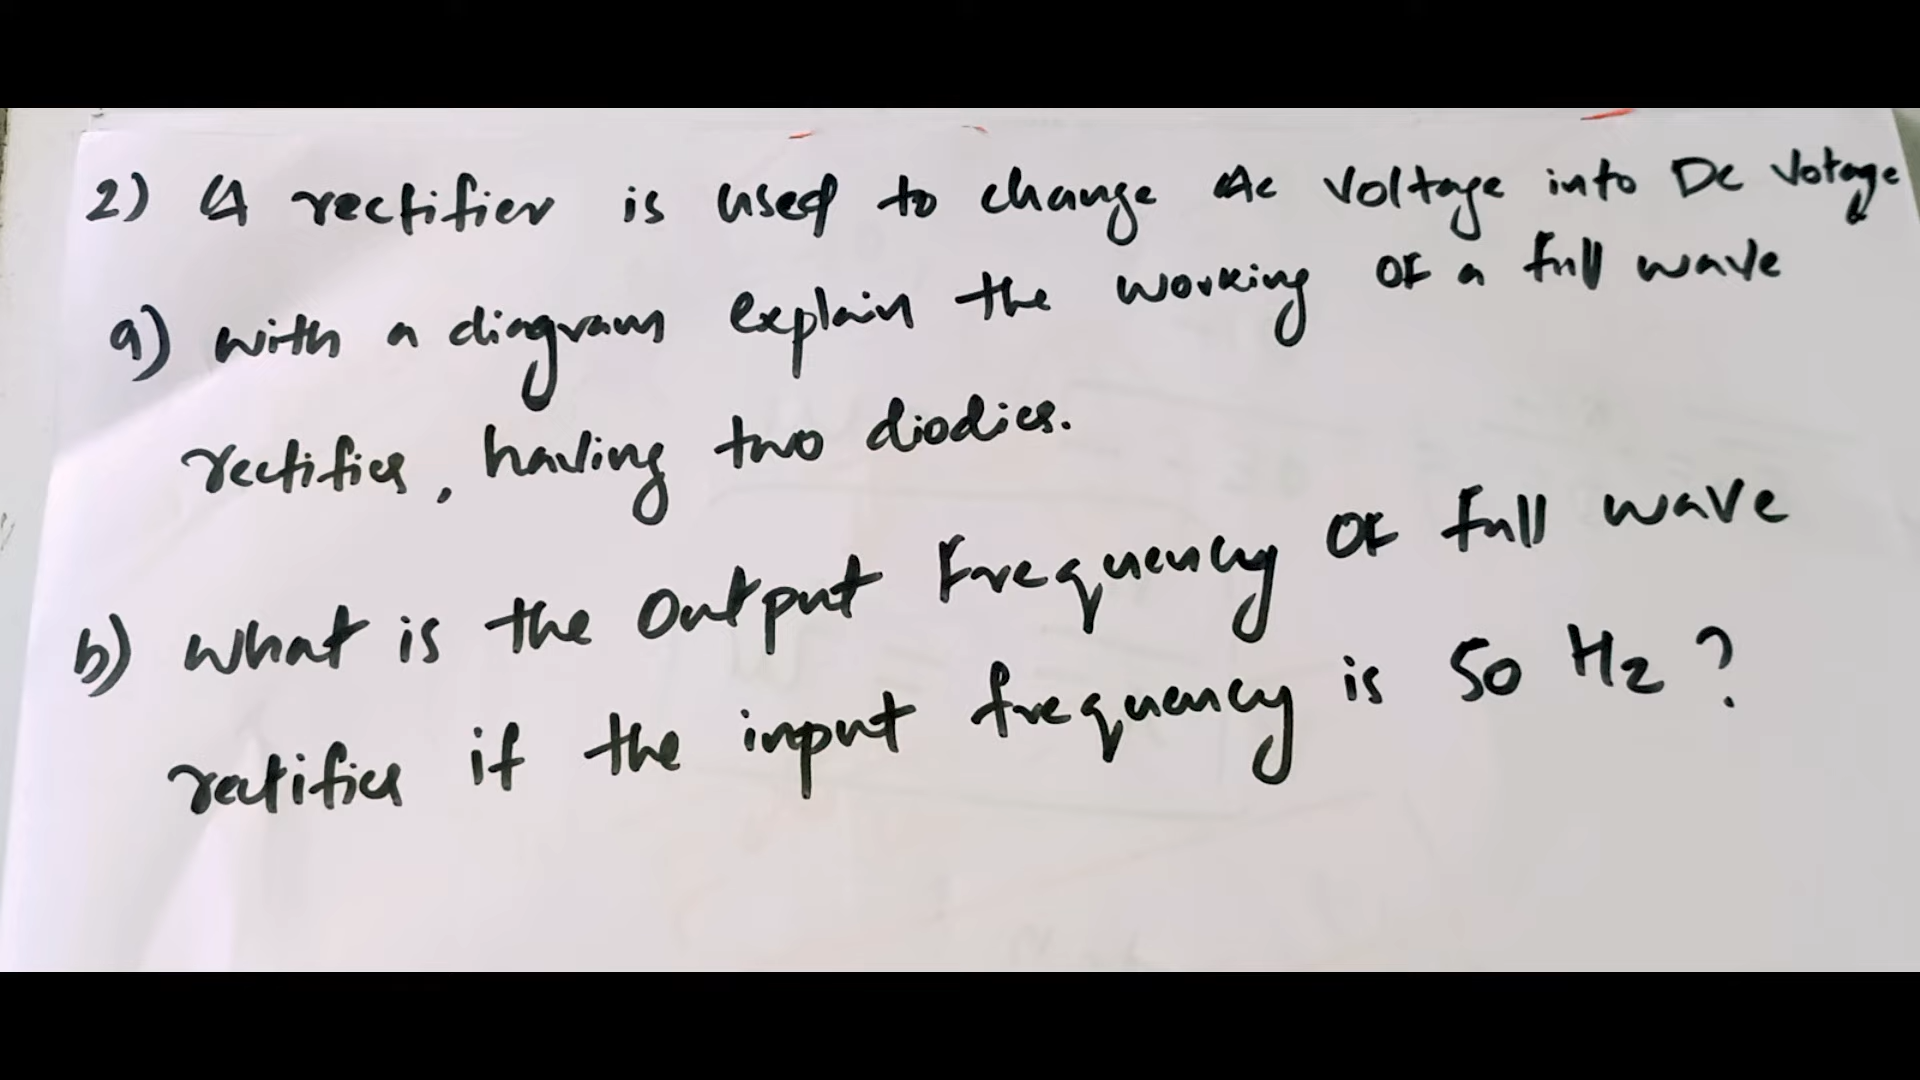 2) A rectifier is used to change Ac Voltage into Dc Votage
a) with a diagram explain the working of a full wave
rectifier, having two diodies.
b) What is the Output Frequency of full wave
rectifier if the input frequency is 50 Hz ?